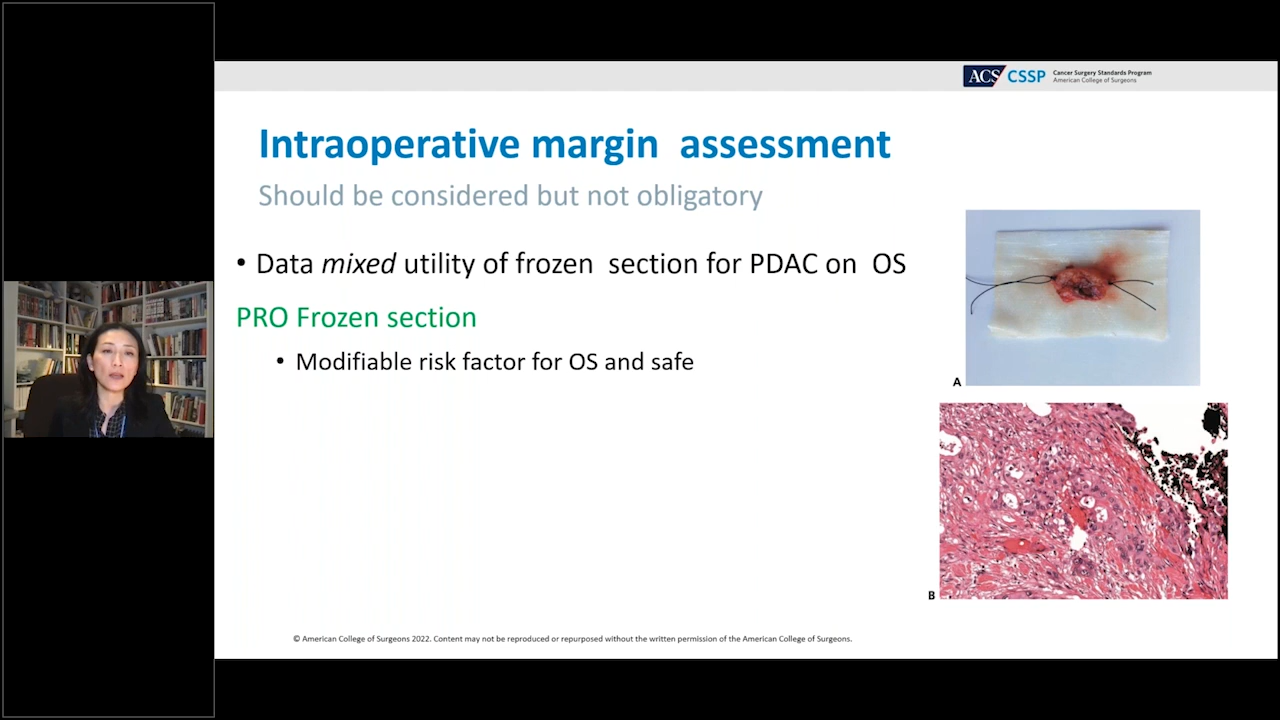 ACS CSSP Cancer Surgery Standards Program
American College of Surgeons
Intraoperative margin  assessment
Should be considered but not obligatory
• Data mixed utility of frozen  section for PDAC on  OS
PRO Frozen section
• Modifiable risk factor for OS and safe
A
B
© American College of Surgeons 2022. Content may not be reproduced or repurposed without the written permission of the American College of Surgeons.